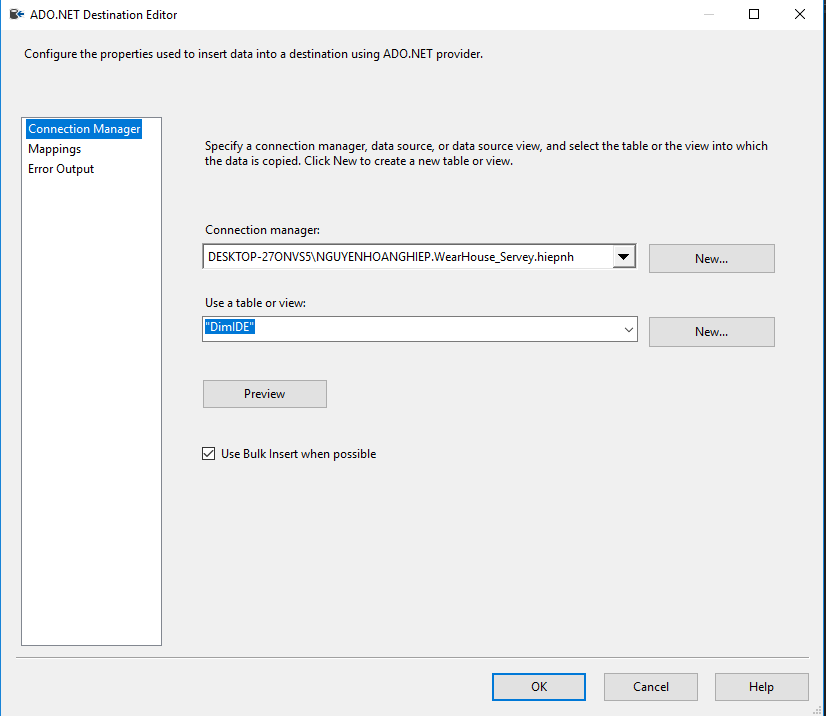 ADO.NET Destination Editor
Configure the properties used to insert data into a destination using ADO.NET provider.
Connection Manager
Mappings
Error Output
Specify a connection manager, data source, or data source view, and select the table or the view into which
the data is copied. Click New to create a new table or view.
Connection manager:
DESKTOP-27ONVS5\NGUYENHOANGHIEP.WearHouse_Servey.hiepnh
New...
Use a table or view:
"DimIDE"
New...
Preview
Use Bulk Insert when possible
OK
Cancel
Help